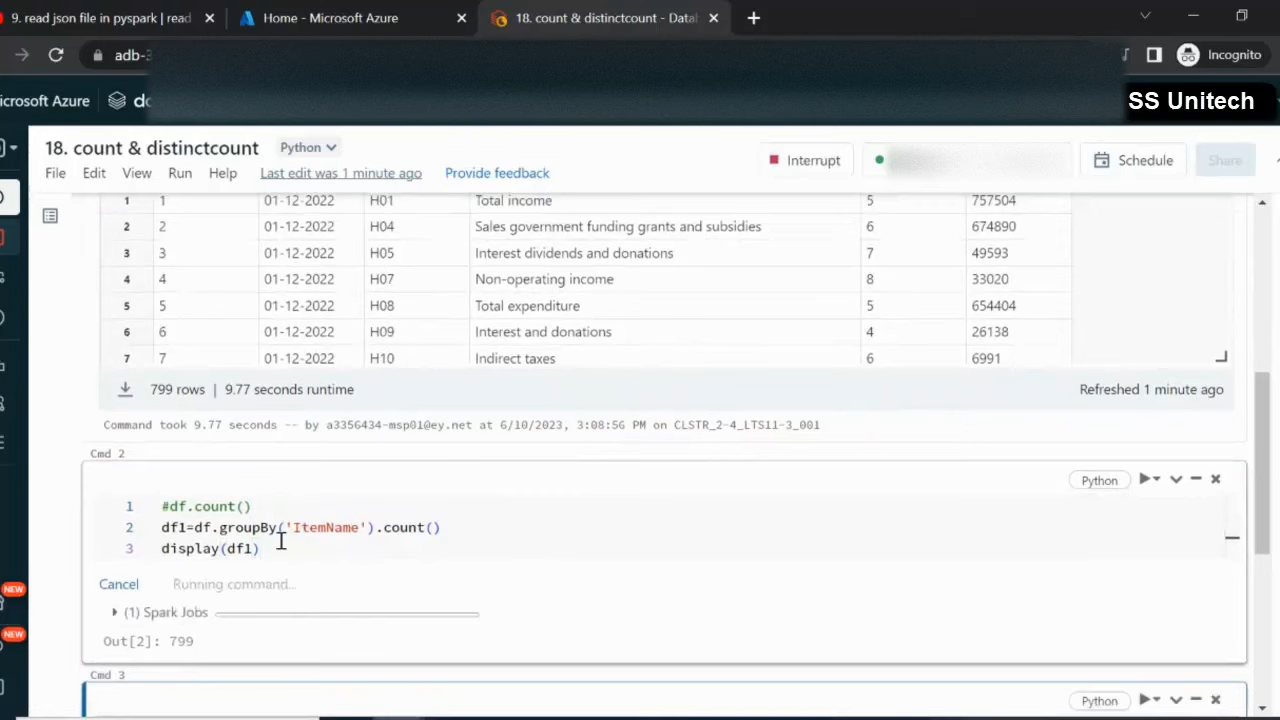 9. read json file in pyspark | read
Home - Microsoft Azure
18. count & distinctcount - Data
adb-3
Incognito
icrosoft Azure
SS Unitech
18. count & distinctcount
Python
Interrupt
Schedule
Share
File Edit View Run Help Last edit was 1 minute ago Provide feedback
1 1 01-12-2022 H01 Total income 5 757504
2 2 01-12-2022 H04 Sales government funding grants and subsidies 6 674890
3 3 01-12-2022 H05 Interest dividends and donations 7 49593
4 4 01-12-2022 H07 Non-operating income 8 33020
5 5 01-12-2022 H08 Total expenditure 5 654404
6 6 01-12-2022 H09 Interest and donations 4 26138
7 7 01-12-2022 H10 Indirect taxes 6 6991
799 rows | 9.77 seconds runtime
Refreshed 1 minute ago
Command took 9.77 seconds -- by a3356434-msp01@ey.net at 6/10/2023, 3:08:56 PM on CLSTR_2-4_LTS11-3_001
Cmd 2
Python
1 #df.count()
2 df1=df.groupBy('ItemName').count()
3 display(df1)
Cancel Running command...
(1) Spark Jobs
Out[2]: 799
NEW
NEW
Cmd 3
Python